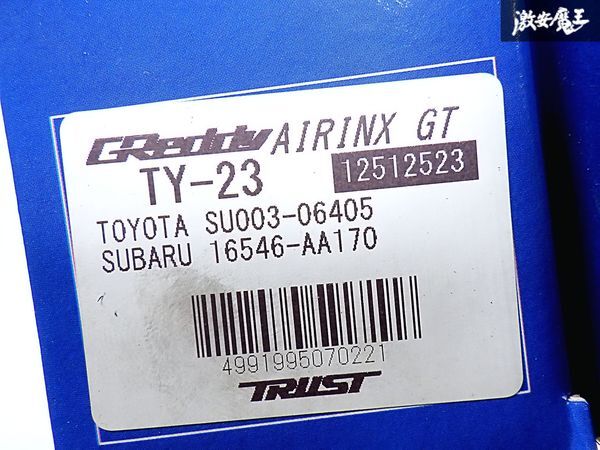 激安魔王
GReddy AIRINX GT
TY-23 12512523
TOYOTA SU003-06405
SUBARU 16546-AA170
4991995070221
TRUST